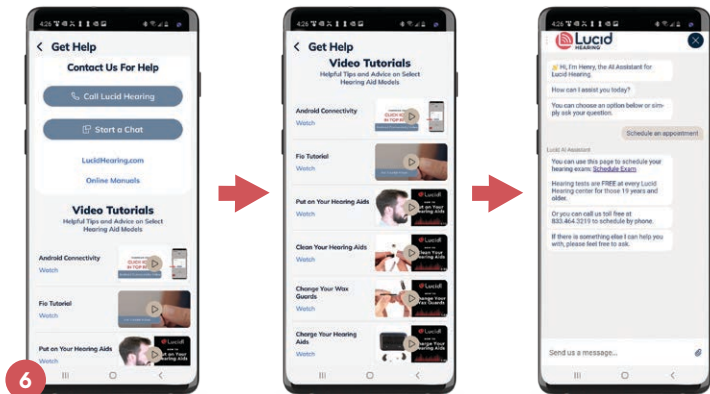 4:26
Get Help
Contact Us For Help
Call Lucid Hearing
Start a Chat
LucidHearing.com
Online Manuals
Video Tutorials
Helpful Tips and Advice on Select
Hearing Aid Models
Android Connectivity
Watch
Fio Tutoriel
Watch
Put on Your Hearing Aids
Watch
6
4:26
Get Help
Video Tutorials
Helpful Tips and Advice on Select
Hearing Aid Models
Android Connectivity
Watch
Fio Tutoriel
Watch
Put on Your Hearing Aids
Watch
Clean Your Hearing Aids
Watch
Change Your Wax
Guards
Watch
Charge Your Hearing
Aids
Watch
4:26
Lucid
HEARING
Hi, I'm Henry, the AI Assistant for
Lucid Hearing.
How can I assist you today?
You can choose an option below or sim-
ply ask your question.
Schedule an appointment
Lucid AI Assistant
You can use this page to schedule your
hearing exam: Schedule Exam
Hearing tests are FREE at every Lucid
Hearing center for those 19 years and
older.
Or you can call us toll free at
833.464.3219 to schedule by phone.
If there is something else I can help you
with, please feel free to ask.
Send us a message...